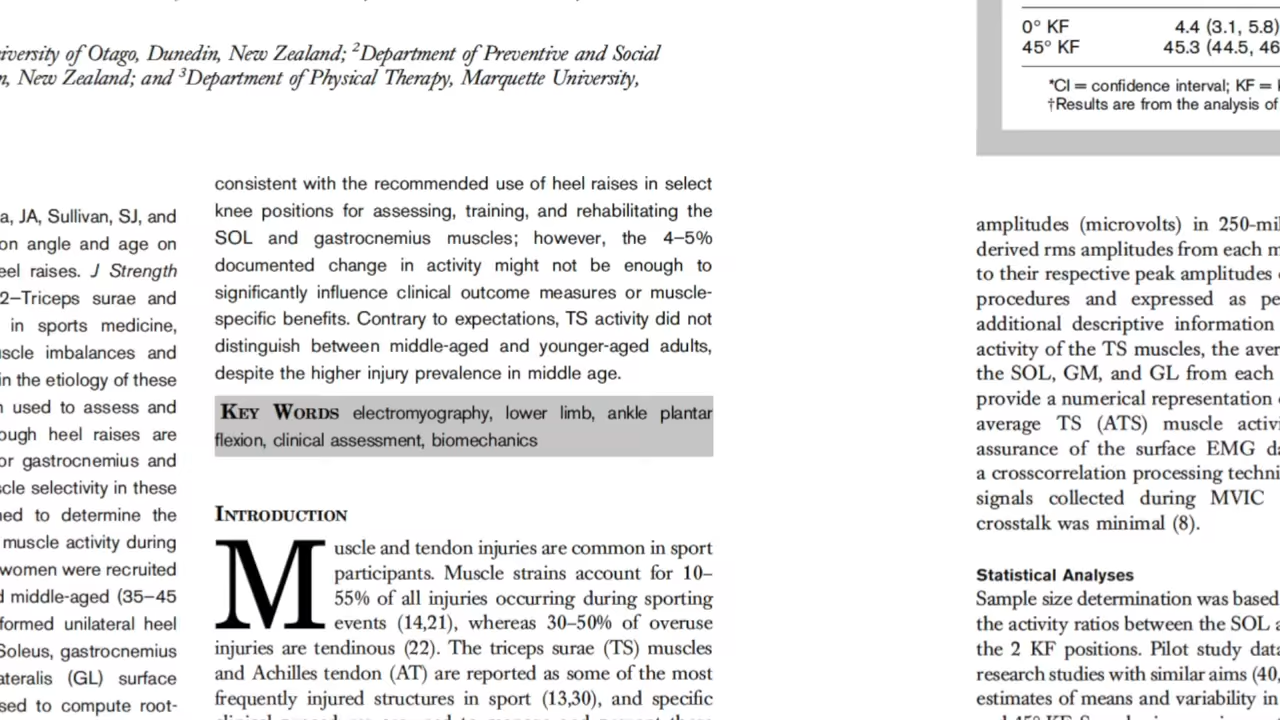 iversity of Otago, Dunedin, New Zealand; ²Department of Preventive and Social
n, New Zealand; and ³Department of Physical Therapy, Marquette University,
a, JA, Sullivan, SJ, and
on angle and age on
eel raises. J Strength
2–Triceps surae and
in sports medicine,
scle imbalances and
in the etiology of these
n used to assess and
ough heel raises are
or gastrocnemius and
cle selectivity in these
ned to determine the
muscle activity during
women were recruited
d middle-aged (35–45
formed unilateral heel
Soleus, gastrocnemius
ateralis (GL) surface
sed to compute root-
consistent with the recommended use of heel raises in select
knee positions for assessing, training, and rehabilitating the
SOL and gastrocnemius muscles; however, the 4–5%
documented change in activity might not be enough to
significantly influence clinical outcome measures or muscle-
specific benefits. Contrary to expectations, TS activity did not
distinguish between middle-aged and younger-aged adults,
despite the higher injury prevalence in middle age.
KEY WORDS electromyography, lower limb, ankle plantar
flexion, clinical assessment, biomechanics
INTRODUCTION
Muscle and tendon injuries are common in sport
participants. Muscle strains account for 10–
55% of all injuries occurring during sporting
events (14,21), whereas 30–50% of overuse
injuries are tendinous (22). The triceps surae (TS) muscles
and Achilles tendon (AT) are reported as some of the most
frequently injured structures in sport (13,30), and specific
0° KF 4.4 (3.1, 5.8)
45° KF 45.3 (44.5, 46
*CI = confidence interval; KF =
†Results are from the analysis of
amplitudes (microvolts) in 250-mil
derived rms amplitudes from each m
to their respective peak amplitudes
procedures and expressed as pe
additional descriptive information
activity of the TS muscles, the aver
the SOL, GM, and GL from each
provide a numerical representation
average TS (ATS) muscle activi
assurance of the surface EMG da
a crosscorrelation processing techni
signals collected during MVIC
crosstalk was minimal (8).
Statistical Analyses
Sample size determination was based
the activity ratios between the SOL a
the 2 KF positions. Pilot study data
research studies with similar aims (40,
estimates of means and variability in